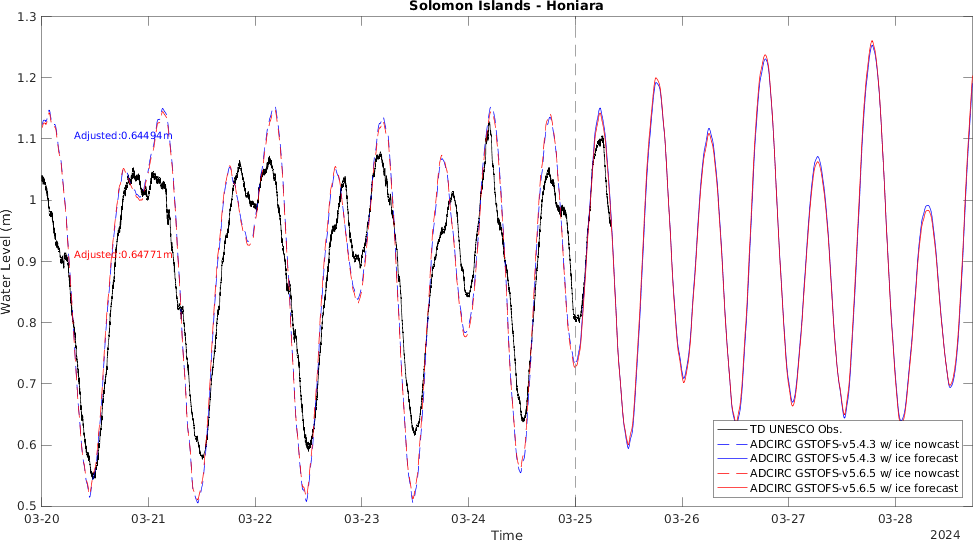 Solomon Islands - Honiara
1.3
1.2
1.1
1
0.9
0.8
0.7
0.6
0.5
Water Level (m)
Adjusted:0.64494m
Adjusted:0.64771m
TD UNESCO Obs.
ADCIRC GSTOFS-v5.4.3 w/ ice nowcast
ADCIRC GSTOFS-v5.4.3 w/ ice forecast
ADCIRC GSTOFS-v5.6.5 w/ ice nowcast
ADCIRC GSTOFS-v5.6.5 w/ ice forecast
03-20 03-21 03-22 03-23 03-24 03-25 03-26 03-27 03-28
Time
2024